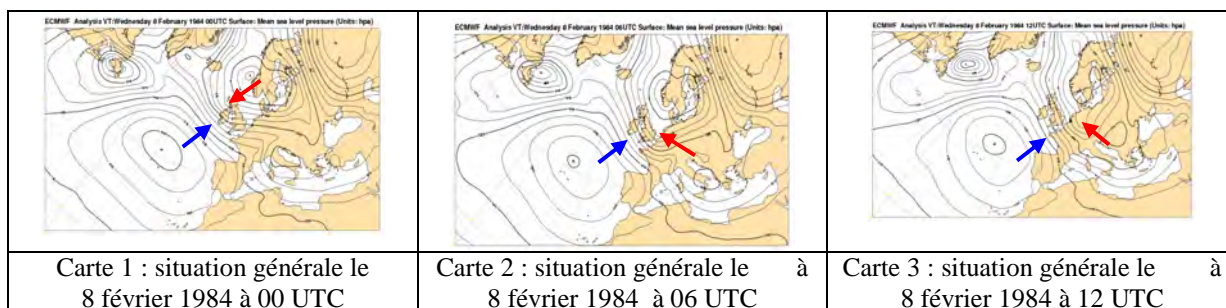 ECMWF Analysis VT:Wednesday 8 February 1984 00UTC Surface: Mean sea level pressure (Units: hpa)
ECMWF Analysis VT:Wednesday 8 February 1984 06UTC Surface: Mean sea level pressure (Units: hpa)
ECMWF Analysis VT:Wednesday 8 February 1984 12UTC Surface: Mean sea level pressure (Units: hpa)
Carte 1 : situation générale le
8 février 1984 à 00 UTC
Carte 2 : situation générale le à
8 février 1984 à 06 UTC
Carte 3 : situation générale le à
8 février 1984 à 12 UTC